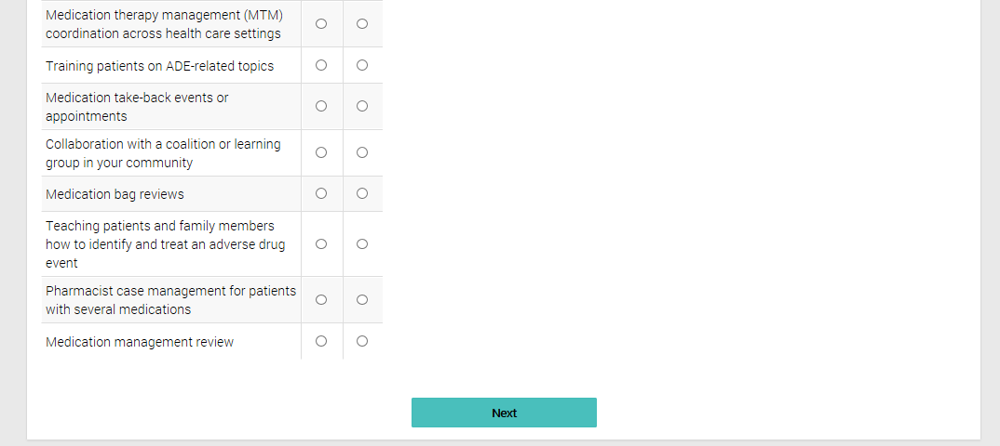 Medication therapy management (MTM)
coordination across health care settings
Training patients on ADE-related topics
Medication take-back events or
appointments
Collaboration with a coalition or learning
group in your community
Medication bag reviews
Teaching patients and family members
how to identify and treat an adverse drug
event
Pharmacist case management for patients
with several medications
Medication management review
Next